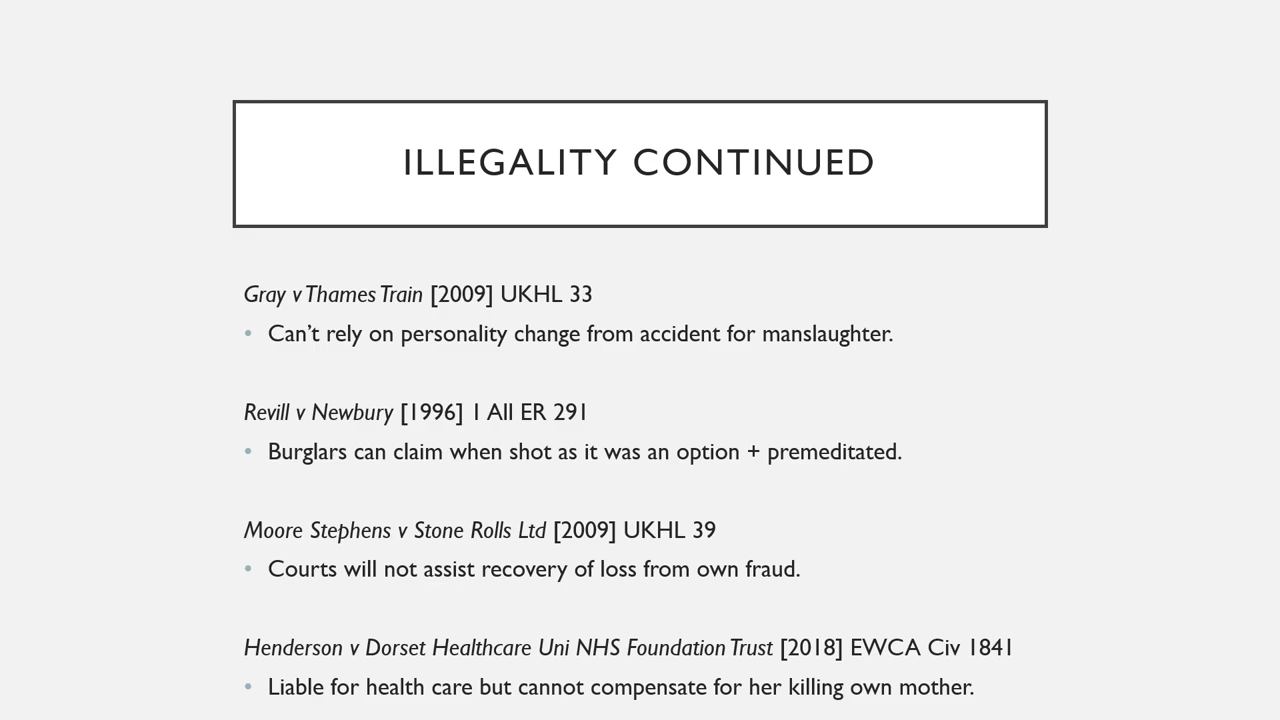 ILLEGALITY CONTINUED
Gray v Thames Train [2009] UKHL 33
• Can’t rely on personality change from accident for manslaughter.
Revill v Newbury [1996] 1 All ER 291
• Burglars can claim when shot as it was an option + premeditated.
Moore Stephens v Stone Rolls Ltd [2009] UKHL 39
• Courts will not assist recovery of loss from own fraud.
Henderson v Dorset Healthcare Uni NHS Foundation Trust [2018] EWCA Civ 1841
• Liable for health care but cannot compensate for her killing own mother.